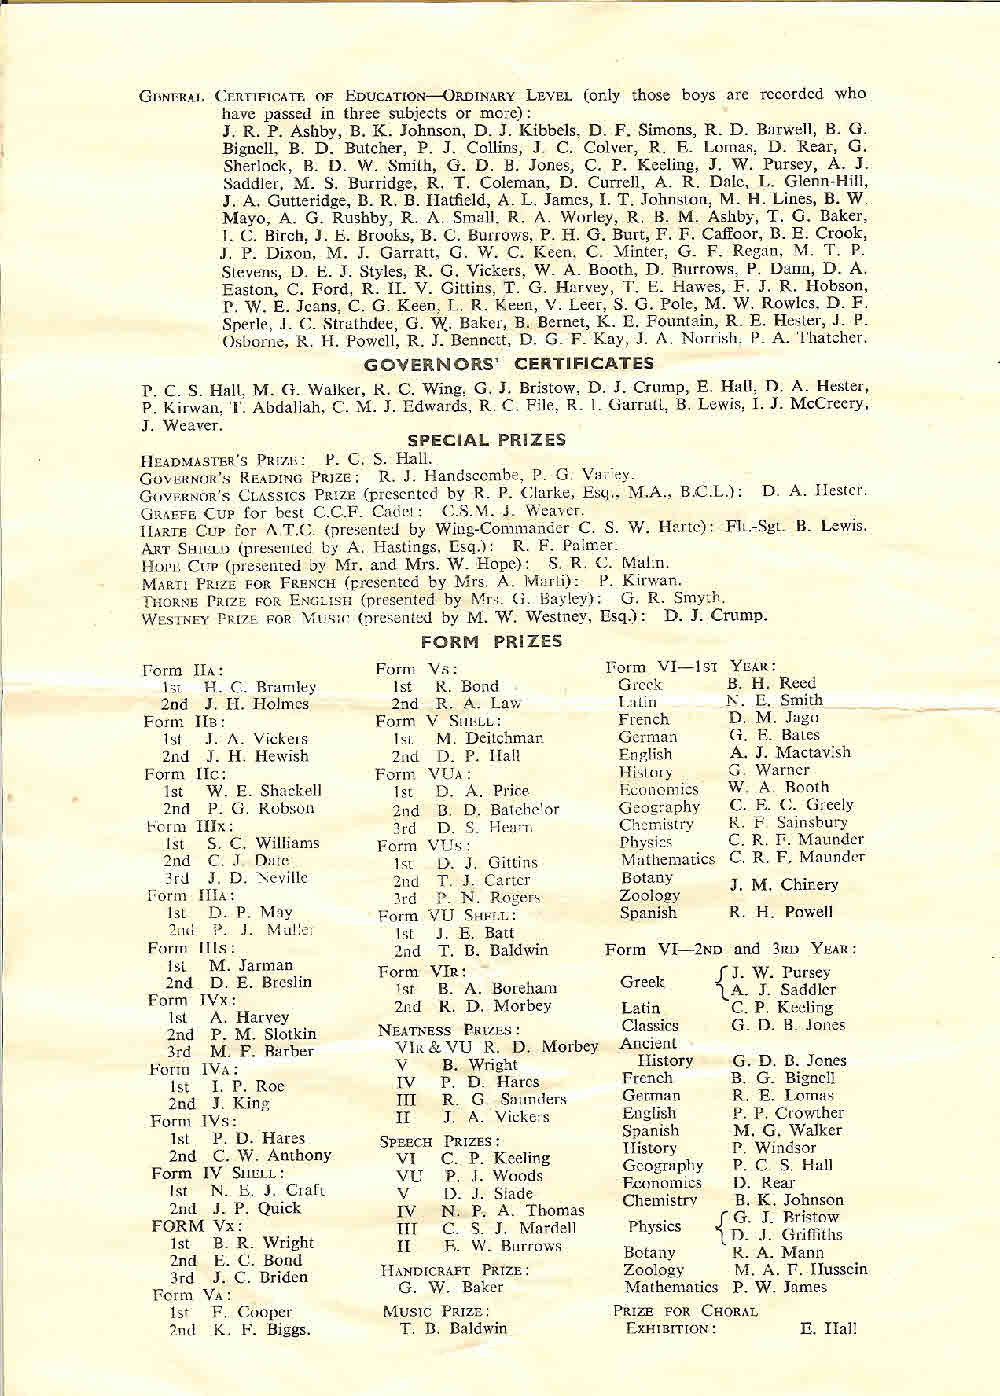 GENERAL CERTIFICATE OF EDUCATION—ORDINARY LEVEL (only those boys are recorded who
have passed in three subjects or more):
J. R. P. Ashby, B. K. Johnson, D. J. Kibbels, D. F. Simons, R. D. Barwell, B. G.
Bignell, B. D. Butcher, P. J. Collins, J. C. Colver, R. E. Lomas, D. Rear, G.
Sherlock, B. D. W. Smith, G. D. B. Jones, C. P. Keeling, J. W. Pursey, A. J.
Saddler, M. S. Burridge, R. T. Coleman, D. Currell, A. R. Dale, L. Glenn-Hill,
J. A. Gutteridge, B. R. B. Hatfield, A. L. James, I. T. Johnston, M. H. Lines, B. W.
Mayo, A. G. Rushby, R. A. Small, R. A. Worley, R. B. M. Ashby, T. G. Baker,
J. C. Birch, J. E. Brooks, B. C. Burrows, P. H. G. Burt, F. F. Caffoor, B. E. Crook,
J. P. Dixon, M. J. Garratt, G. W. C. Keen, C. Minter, G. F. Regan, M. T. P.
Stevens, D. E. J. Styles, R. G. Vickers, W. A. Booth, D. Burrows, P. Dann, D. A.
Easton, C. Ford, R. H. V. Gittins, T. G. Harvey, T. E. Hawes, F. J. R. Hobson,
P. W. E. Jeans, C. G. Keen, L. R. Keen, V. Leer, S. G. Pole, M. W. Rowles, D. F.
Sperle, J. C. Strathdee, G. W. Baker, B. Bernet, K. E. Fountain, R. E. Hester, J. P.
Osborne, R. H. Powell, R. J. Bennett, D. G. F. Kay, J. A. Norrish, P. A. Thatcher.
GOVERNORS' CERTIFICATES
P. C. S. Hall, M. G. Walker, R. C. Wing, G. J. Bristow, D. J. Crump, E. Hall, D. A. Hester,
P. Kirwan, T. Abdallah, C. M. J. Edwards, R. C. File, R. I. Garratt, B. Lewis, I. J. McCreery,
J. Weaver.
SPECIAL PRIZES
HEADMASTER'S PRIZE: P. C. S. Hall.
GOVERNOR'S READING PRIZE: R. J. Handscombe, P. G. Varley.
GOVERNOR'S CLASSICS PRIZE (presented by R. P. Clarke, Esq., M.A., B.C.L.): D. A. Hester.
GRAEFE CUP for best C.C.F. Cadet: C.S.M. J. Weaver.
HARTE CUP for A.T.C. (presented by Wing-Commander C. S. W. Harte): Flt.-Sgt. B. Lewis.
ART SHIELD (presented by A. Hastings, Esq.): R. F. Palmer.
HOPE CUP (presented by Mr. and Mrs. W. Hope): S. R. C. Malin.
MARTI PRIZE FOR FRENCH (presented by Mrs. A. Marti): P. Kirwan.
THORNE PRIZE FOR ENGLISH (presented by Mrs. G. Bayley): G. R. Smyth.
WESTNEY PRIZE FOR MUSIC (presented by M. W. Westney, Esq.): D. J. Crump.
FORM PRIZES
Form IIA:
1st H. C. Bramley
2nd J. H. Holmes
Form IIB:
1st J. A. Vickers
2nd J. H. Hewish
Form IIC:
1st W. E. Shackell
2nd P. G. Robson
Form IIIX:
1st S. C. Williams
2nd C. J. Date
3rd J. D. Neville
Form IIIA:
1st D. P. May
2nd P. J. Muller
Form IIIS:
1st M. Jarman
2nd D. E. Breslin
Form IVX:
1st A. Harvey
2nd P. M. Slotkin
3rd M. F. Barber
Form IVA:
1st I. P. Roe
2nd J. King
Form IVS:
1st P. D. Hares
2nd C. W. Anthony
Form IV SHELL:
1st N. E. J. Craft
2nd J. P. Quick
FORM VX:
1st B. R. Wright
2nd E. C. Bond
3rd J. C. Briden
Form VA:
1st F. Cooper
2nd K. F. Biggs.
Form VS:
1st R. Bond
2nd R. A. Law
Form V SHELL:
1st M. Deitchman
2nd D. P. Hall
Form VUA:
1st D. A. Price
2nd B. D. Batchelor
3rd D. S. Hearn
Form VUS:
1st D. J. Gittins
2nd T. J. Carter
3rd P. N. Rogers
Form VU SHELL:
1st J. E. Batt
2nd T. B. Baldwin
Form VIR:
1st B. A. Boreham
2nd R. D. Morbey
NEATNESS PRIZES:
VIR & VU R. D. Morbey
V B. Wright
IV P. D. Hares
III R. G. Saunders
II J. A. Vickers
SPEECH PRIZES:
VI C. P. Keeling
VU P. J. Woods
V D. J. Slade
IV N. P. A. Thomas
III C. S. J. Mardell
II E. W. Burrows
HANDICRAFT PRIZE:
G. W. Baker
MUSIC PRIZE:
T. B. Baldwin
Form VI—1ST YEAR:
Greek B. H. Reed
Latin N. E. Smith
French D. M. Jago
German G. E. Bates
English A. J. Mactavish
History G. Warner
Economics W. A. Booth
Geography C. E. C. Greely
Chemistry R. F. Sainsbury
Physics C. R. F. Maunder
Mathematics C. R. F. Maunder
Botany
Zoology J. M. Chinery
Spanish R. H. Powell
Form VI—2ND and 3RD YEAR:
Greek { J. W. Pursey
A. J. Saddler
Latin C. P. Keeling
Classics G. D. B. Jones
Ancient
History G. D. B. Jones
French B. G. Bignell
German R. E. Lomas
English P. P. Crowther
Spanish M. G. Walker
History P. Windsor
Geography P. C. S. Hall
Economics D. Rear
Chemistry B. K. Johnson
Physics { G. J. Bristow
D. J. Griffiths
Botany R. A. Mann
Zoology M. A. F. Hussein
Mathematics P. W. James
PRIZE FOR CHORAL
EXHIBITION: E. Hall